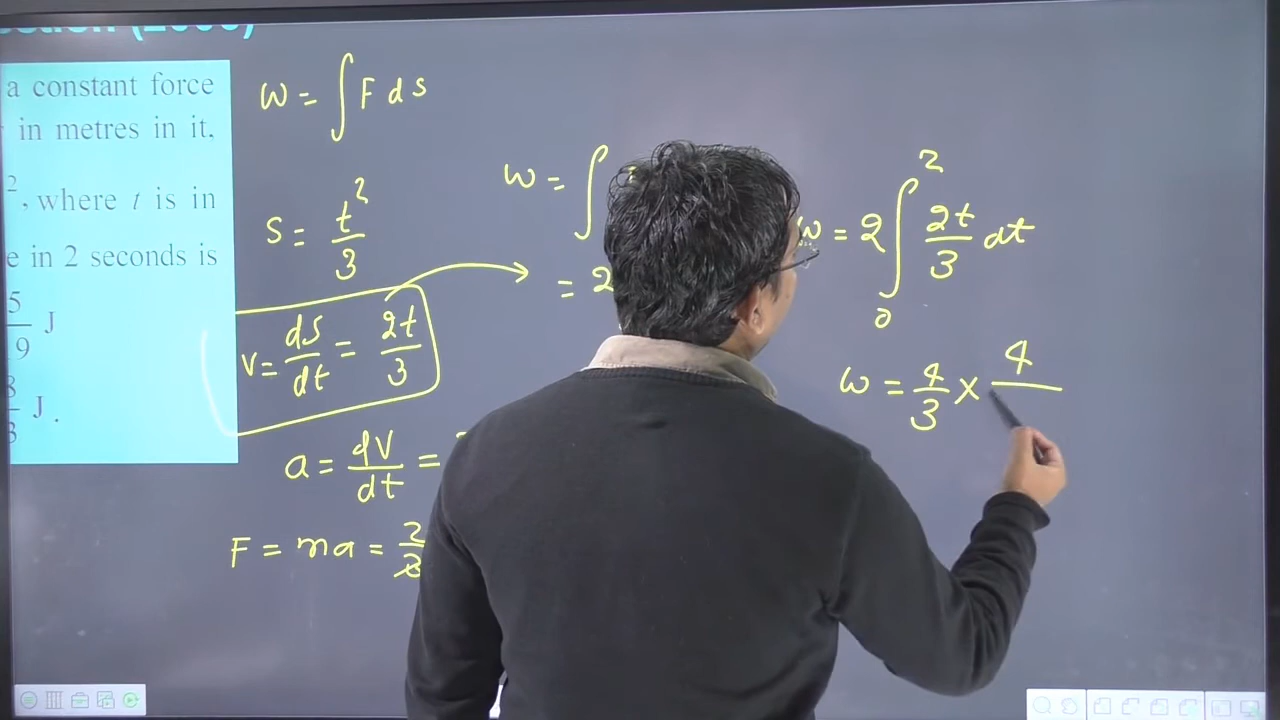 a constant force
in metres in it,
2, where t is in
e in 2 seconds is
5/9 J
3 J.
W = ∫ F ds
S = t²/3
V = ds/dt = 2t/3
a = dV/dt =
F = ma = 2/3
W = ∫
= 2
W = 2 ∫₀² 2t/3 dt
W = 4/3 × 4